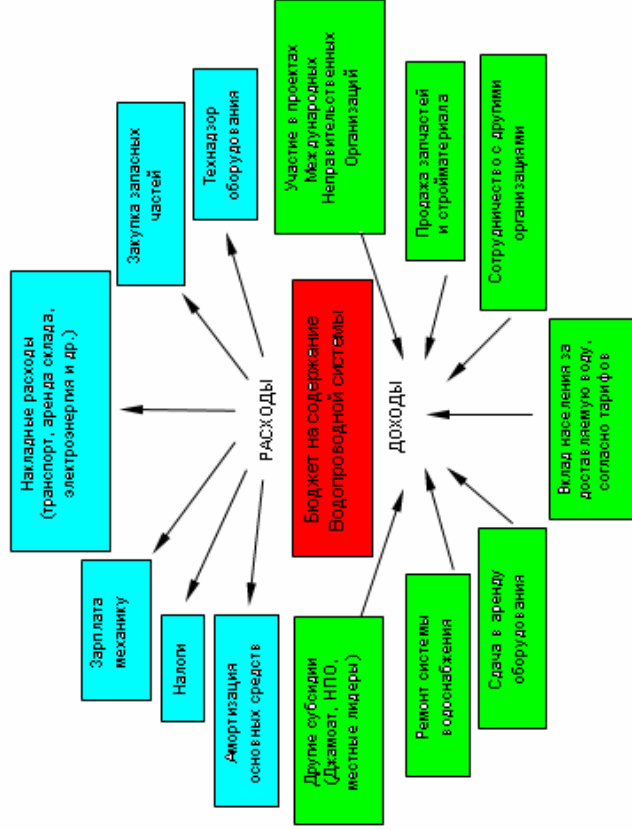 Накладные расходы
(транспорт, аренда склада,
электроэнергия и др.)
Зарплата
механику
Закупка запасных
частей
Налоги
Технадзор
оборудования
Амортизация
основных средств
РАСХОДЫ
Бюджет на содержание
Водопроводной системы
ДОХОДЫ
Другие субсидии
(Джамоат, НПО,
местные лидеры)
Участие в проектах
Международных
Неправительственных
Организаций
Ремонт системы
водоснабжения
Продажа запчастей
и стройматериала
Сдача в аренду
оборудования
Сотрудничество с другими
организациями
Вклад населения за
доставляемую воду,
согласно тарифов